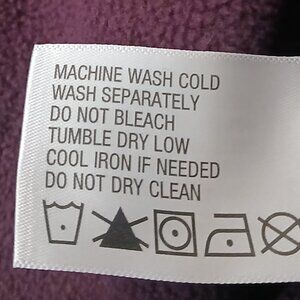 MACHINE WASH COLD
WASH SEPARATELY
DO NOT BLEACH
TUMBLE DRY LOW
COOL IRON IF NEEDED
DO NOT DRY CLEAN